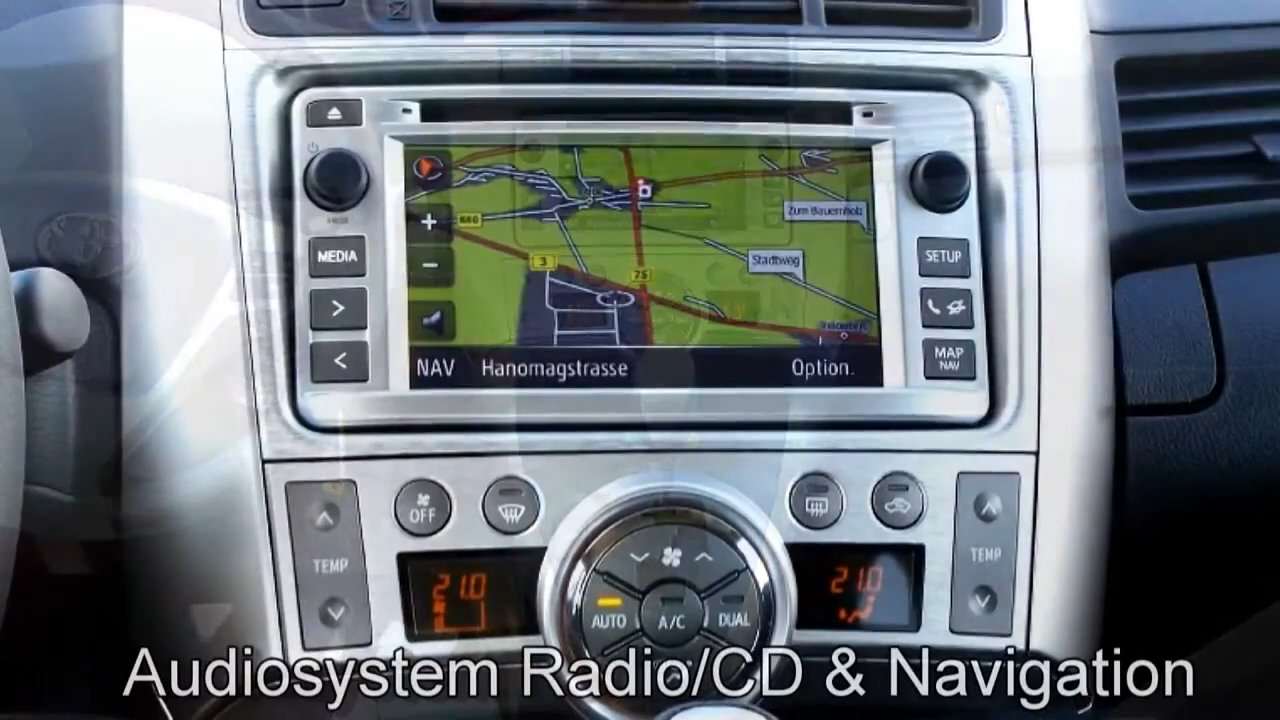 Zum Bauernholz
680
MEDIA
SETUP
3
Stadtweg
75
NAV Hanomagstrasse Option.
MAP
NAV
OFF
TEMP
TEMP
21.0
21.0
AUTO A/C DUAL
Audiosystem Radio/CD & Navigation